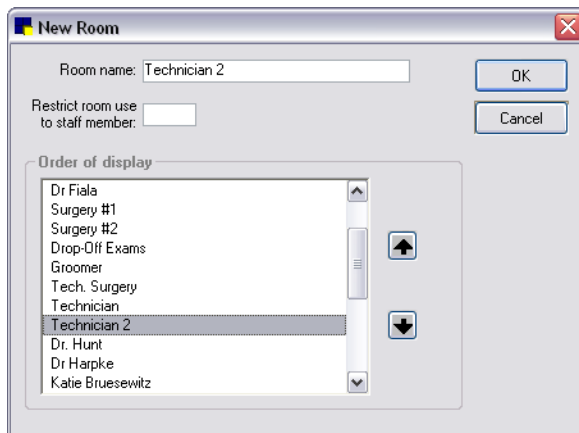 New Room
Room name: Technician 2
OK
Restrict room use
to staff member:
Cancel
Order of display
Dr Fiala
Surgery #1
Surgery #2
Drop-Off Exams
Groomer
Tech. Surgery
Technician
Technician 2
Dr. Hunt
Dr Harpke
Katie Bruesewitz